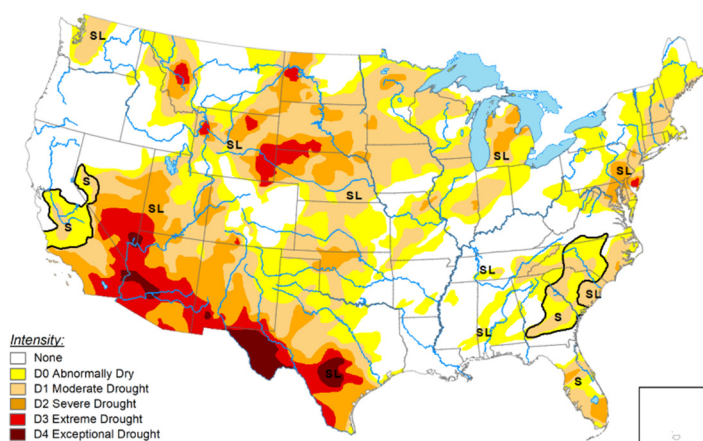 SL
S
SL
SL
S
SL
SL
SL
SL
SL
S
SL
SL
S
Intensity:
None
D0 Abnormally Dry
D1 Moderate Drought
D2 Severe Drought
D3 Extreme Drought
D4 Exceptional Drought